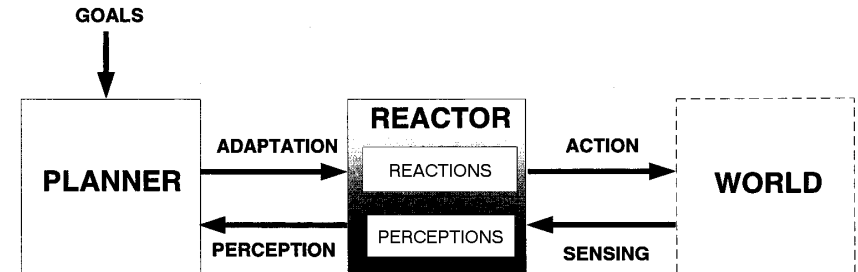 GOALS
REACTOR
ADAPTATION
ACTION
REACTIONS
PLANNER
WORLD
PERCEPTIONS
PERCEPTION
SENSING